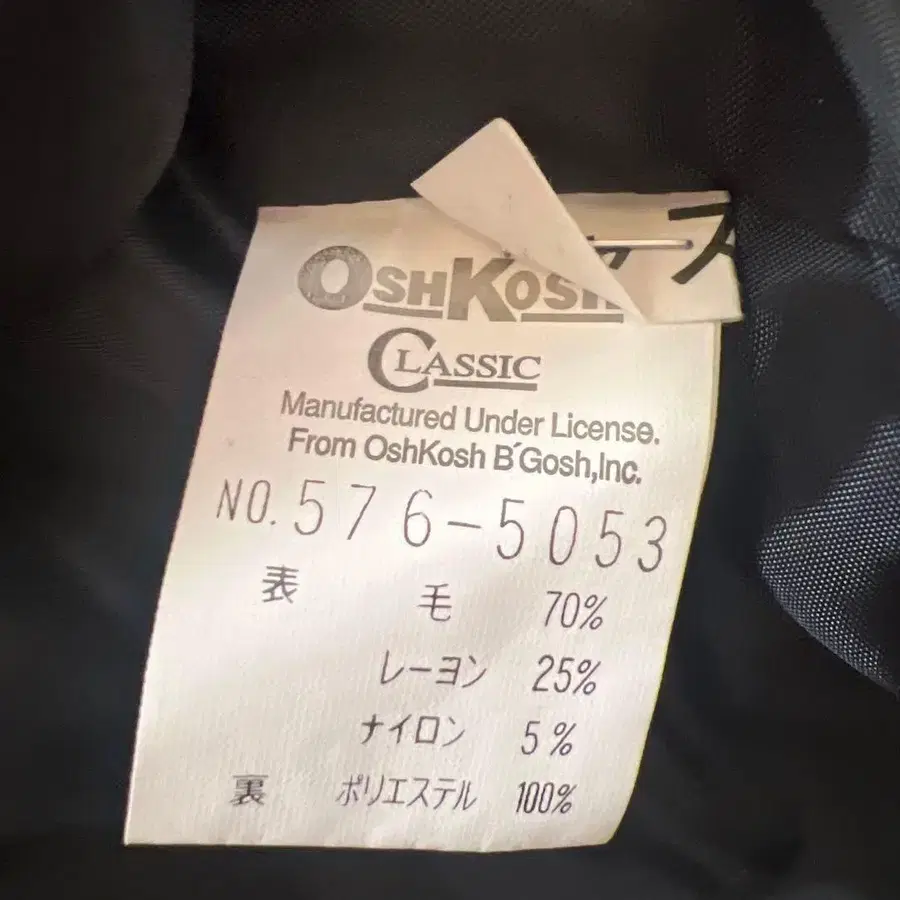 OSHKOSH
CLASSIC
Manufactured Under License.
From OshKosh B'Gosh,Inc.
NO.576-5053
表 毛 70%
レーヨン 25%
ナイロン 5%
裏 ポリエステル 100%